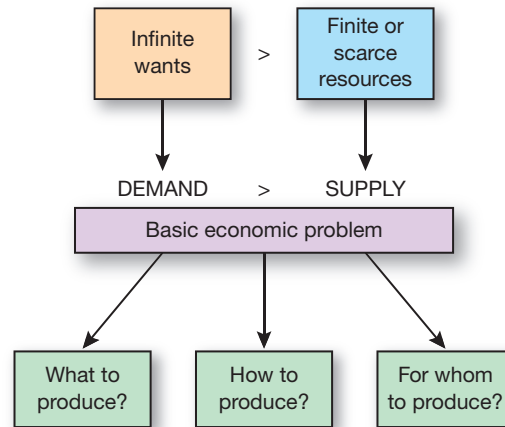 Infinite
wants
>
Finite or
scarce
resources
DEMAND > SUPPLY
Basic economic problem
What to
produce?
How to
produce?
For whom
to produce?